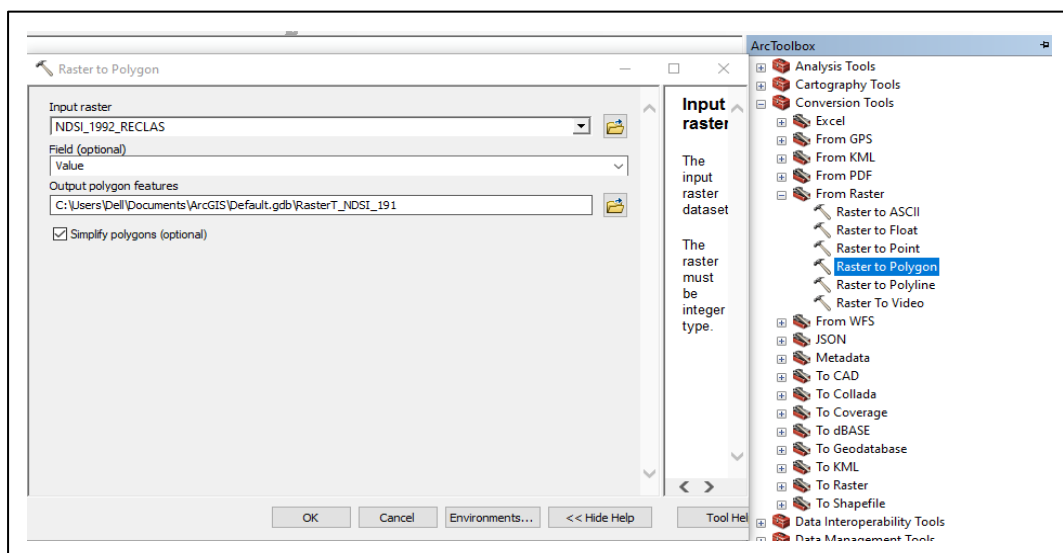 Raster to Polygon
Input raster
NDSI_1992_RECLAS
Field (optional)
Value
Output polygon features
C:\Users\Dell\Documents\ArcGIS\Default.gdb\RasterT_NDSI_191
Simplify polygons (optional)
OK
Cancel
Environments...
<< Hide Help
Input
raster
The
input
raster
dataset
The
raster
must
be
integer
type.
Tool Hel
ArcToolbox
Analysis Tools
Cartography Tools
Conversion Tools
Excel
From GPS
From KML
From PDF
From Raster
Raster to ASCII
Raster to Float
Raster to Point
Raster to Polygon
Raster to Polyline
Raster To Video
From WFS
JSON
Metadata
To CAD
To Collada
To Coverage
To dBASE
To Geodatabase
To KML
To Raster
To Shapefile
Data Interoperability Tools
Data Management Tools